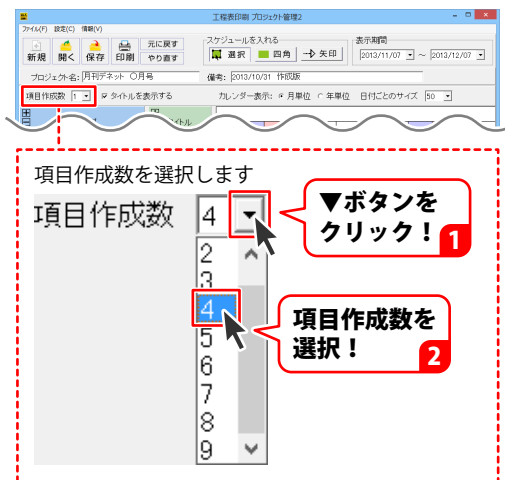 工程表印刷 プロジェクト管理2
ファイル(F) 設定(C) 情報(V)
新規 開く 保存 印刷 元に戻す やり直す
スケジュールを入れる
選択 四角 矢印
表示期間
2013/11/07 ～ 2013/12/07
プロジェクト名: 月刊デネット 〇月号 備考: 2013/10/31 作成版
項目作成数 1 タイトルを表示する カレンダー表示: 月単位 年単位 日付ごとのサイズ 50
項目作成数を選択します
項目作成数 4
2
3
4
5
6
7
8
9
▼ボタンを
クリック！
1
項目作成数を
選択！
2